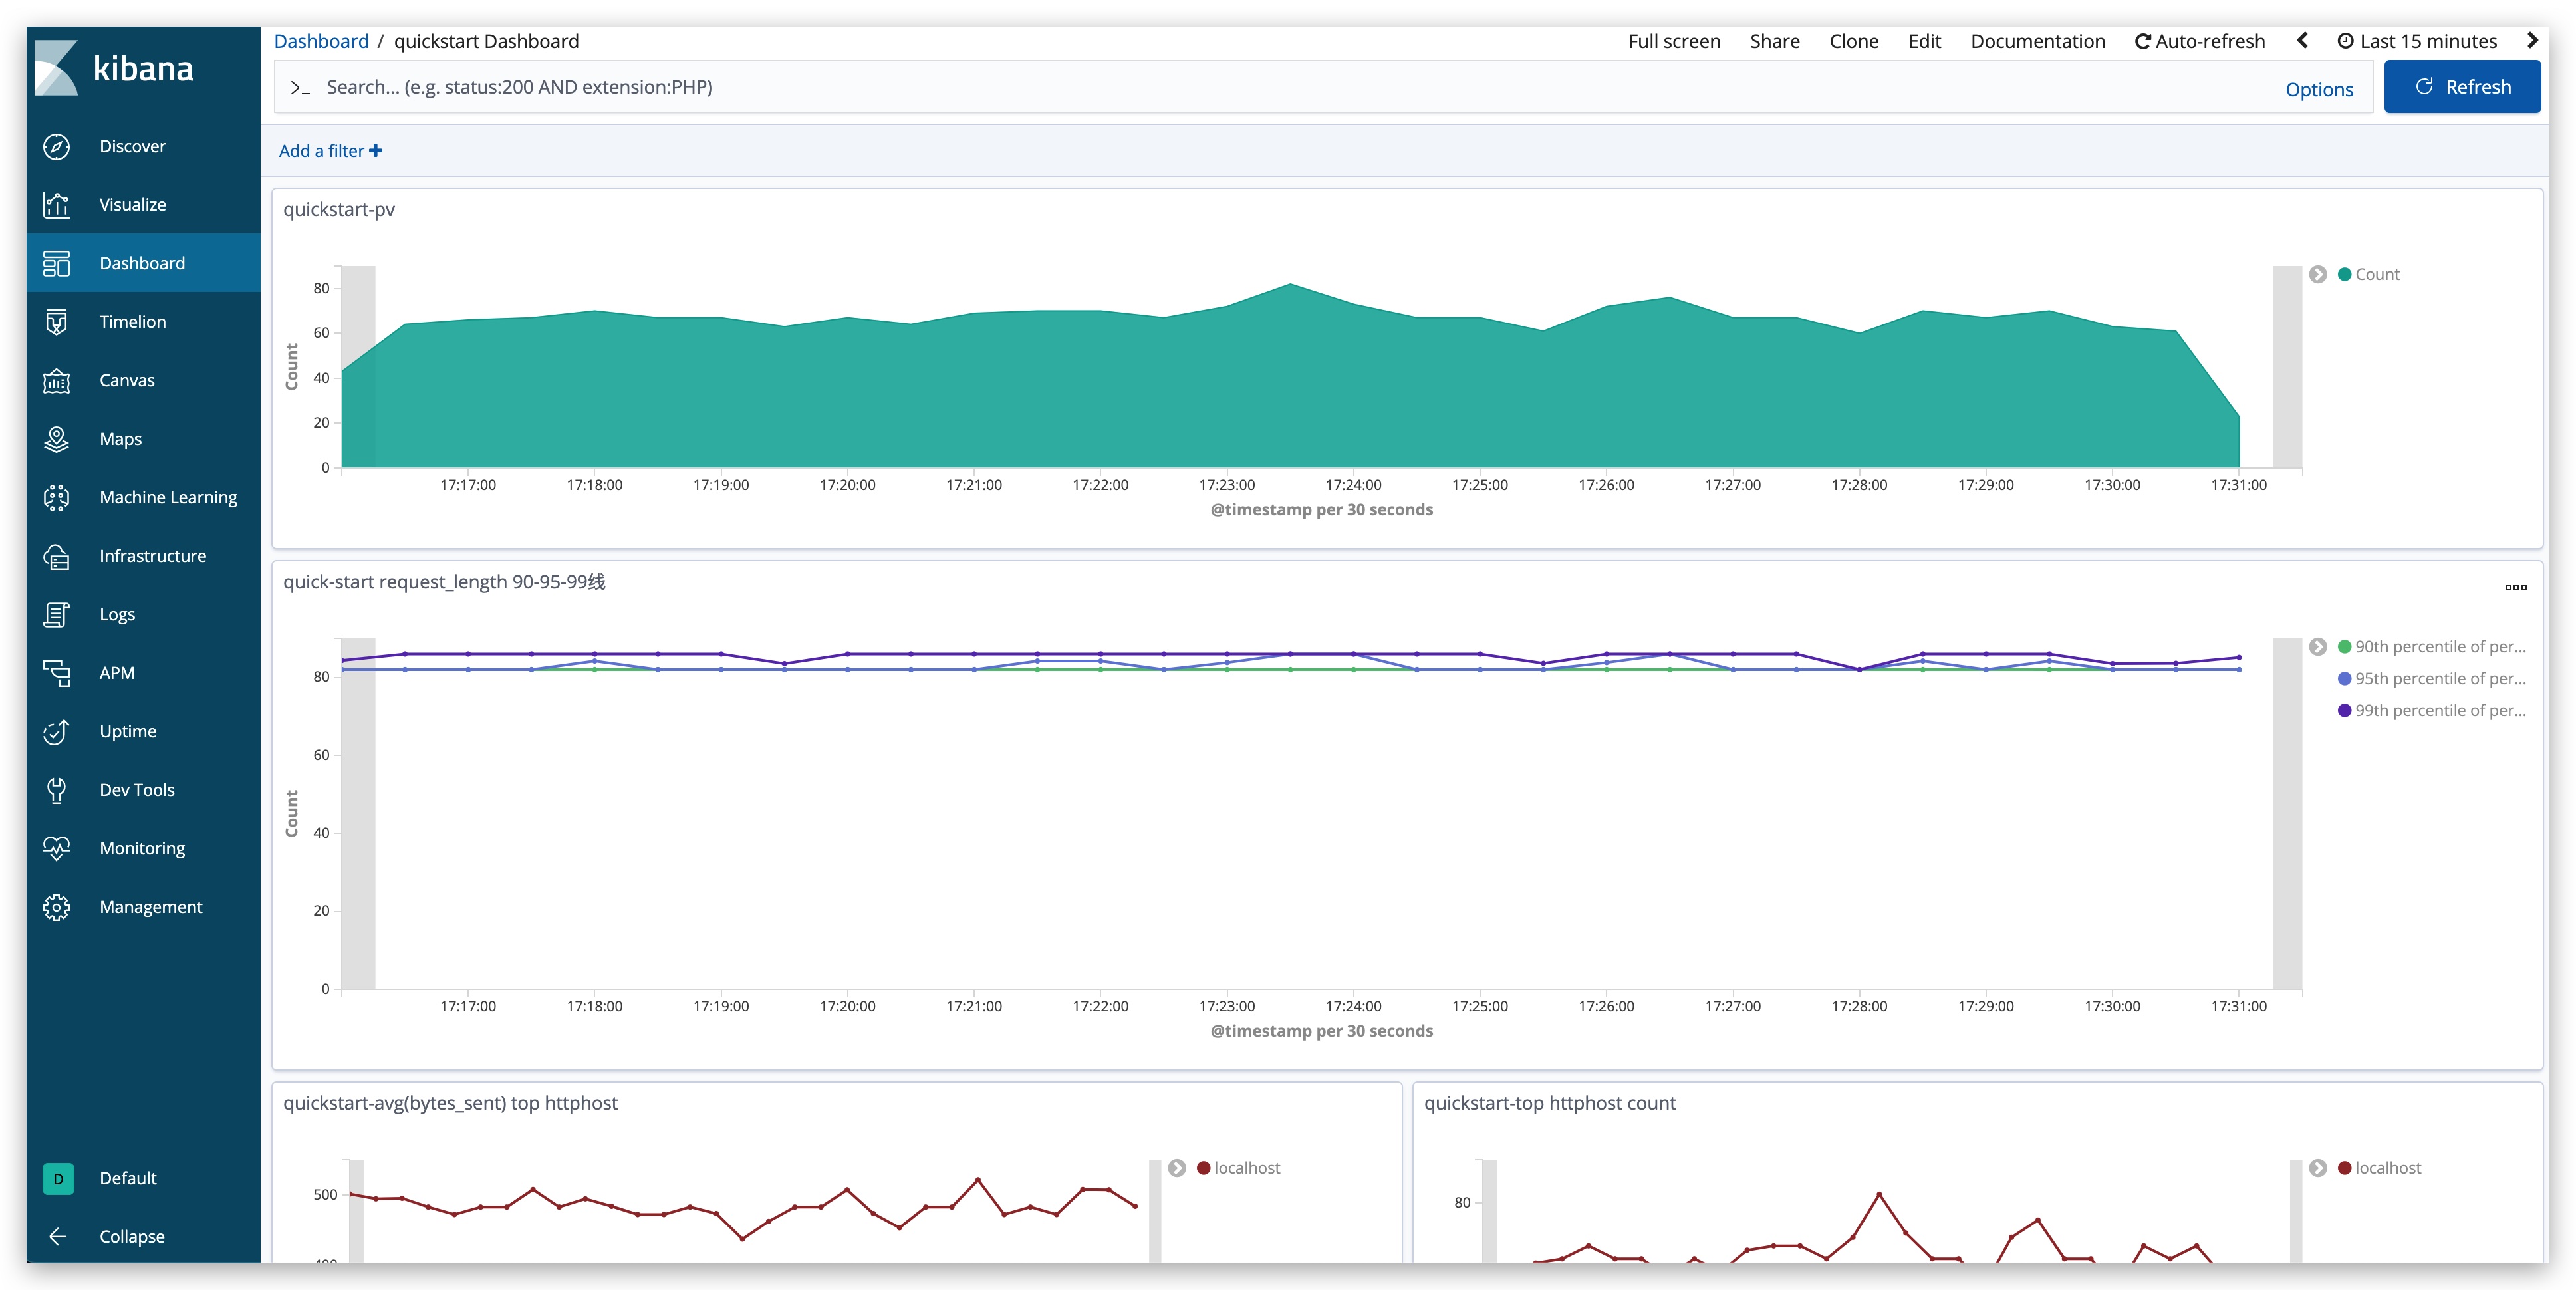 kibana
Discover
Visualize
Dashboard
Timelion
Canvas
Maps
Machine Learning
Infrastructure
Logs
APM
Uptime
Dev Tools
Monitoring
Management
D Default
Collapse
Dashboard / quickstart Dashboard
Full screen Share Clone Edit Documentation Auto-refresh Last 15 minutes
>_ Search... (e.g. status:200 AND extension:PHP) Options Refresh
Add a filter
quickstart-pv
80
60
40
20
0
Count
17:17:00 17:18:00 17:19:00 17:20:00 17:21:00 17:22:00 17:23:00 17:24:00 17:25:00 17:26:00 17:27:00 17:28:00 17:29:00 17:30:00 17:31:00
@timestamp per 30 seconds
Count
quick-start request_length 90-95-99线
80
60
40
20
0
Count
17:17:00 17:18:00 17:19:00 17:20:00 17:21:00 17:22:00 17:23:00 17:24:00 17:25:00 17:26:00 17:27:00 17:28:00 17:29:00 17:30:00 17:31:00
@timestamp per 30 seconds
90th percentile of per...
95th percentile of per...
99th percentile of per...
quickstart-avg(bytes_sent) top httphost
500
localhost
quickstart-top httphost count
80
localhost